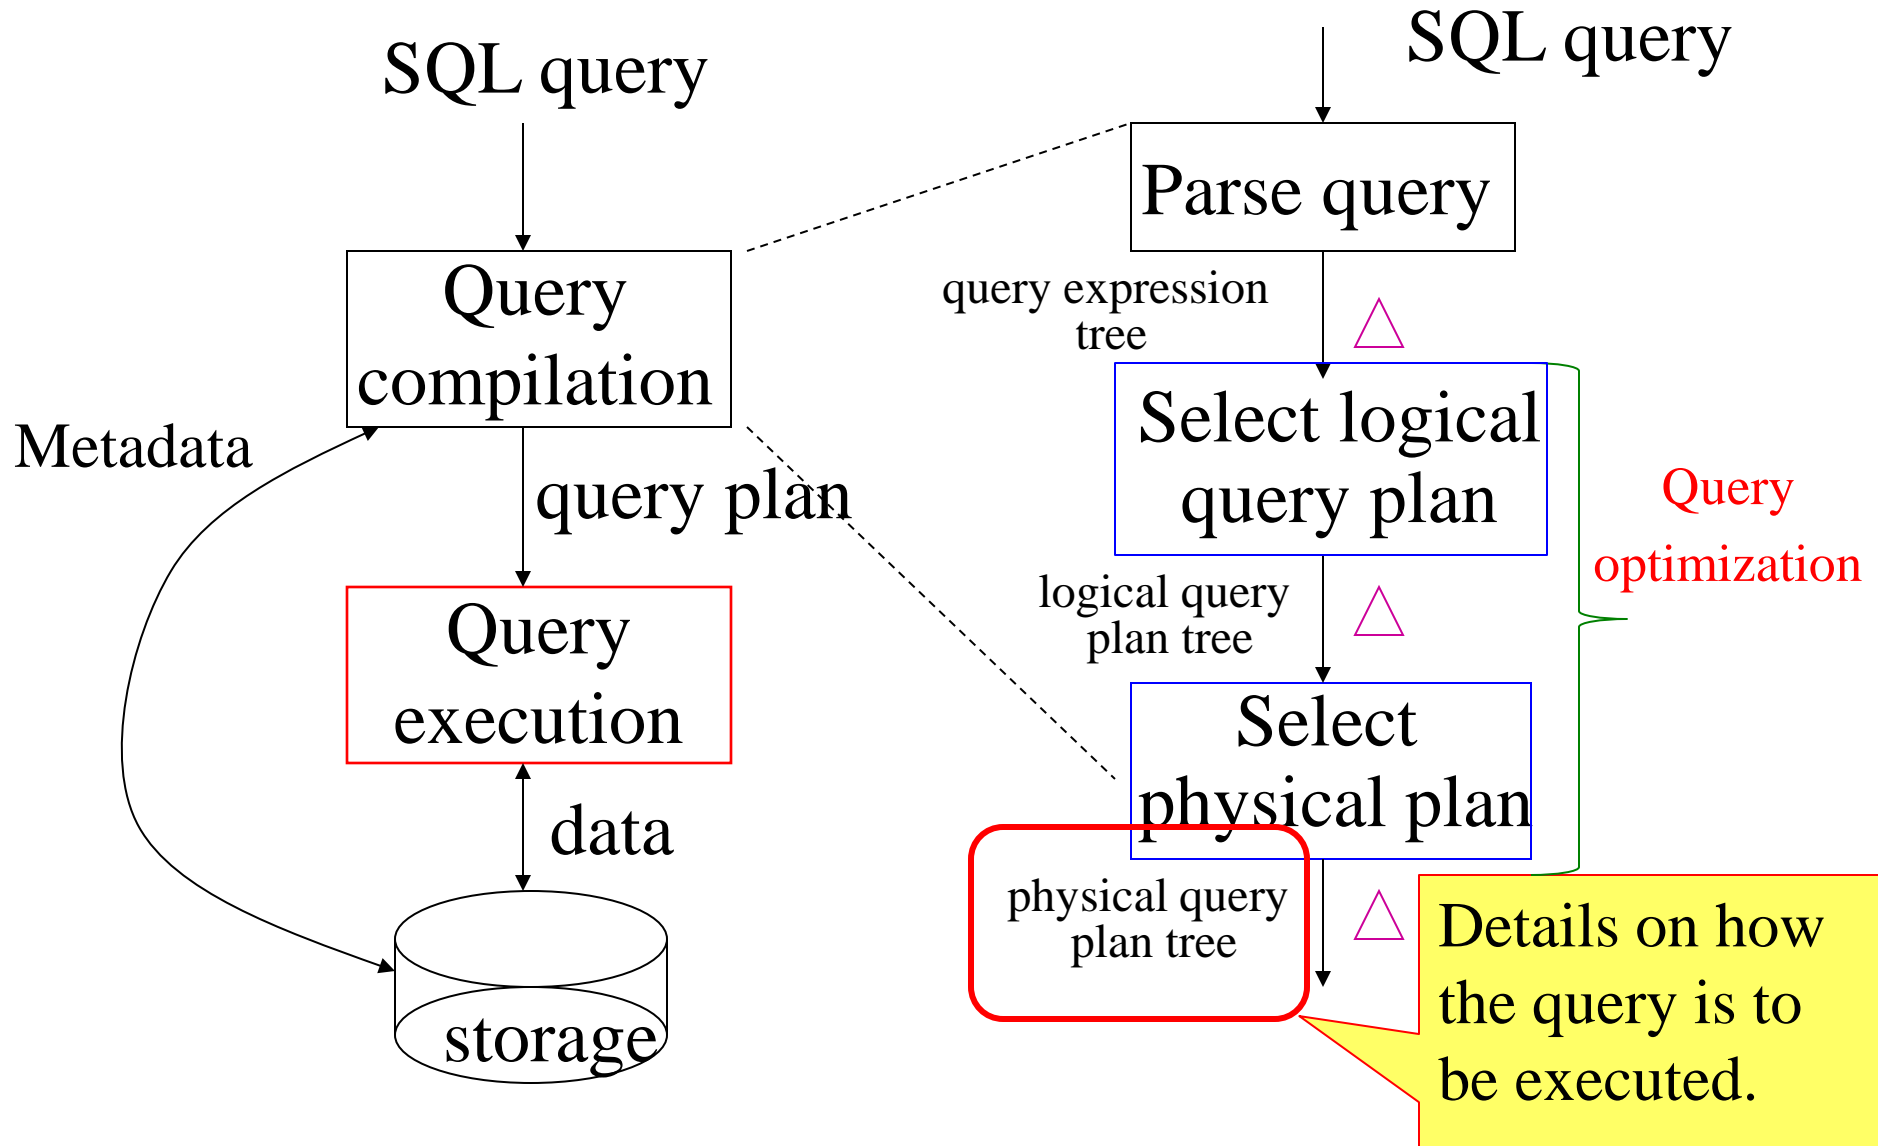 SQL query
Query
compilation
Metadata
query plan
Query
execution
data
storage
SQL query
Parse query
query expression
tree
Select logical
query plan
Query
optimization
logical query
plan tree
Select
physical plan
physical query
plan tree
Details on how
the query is to
be executed.